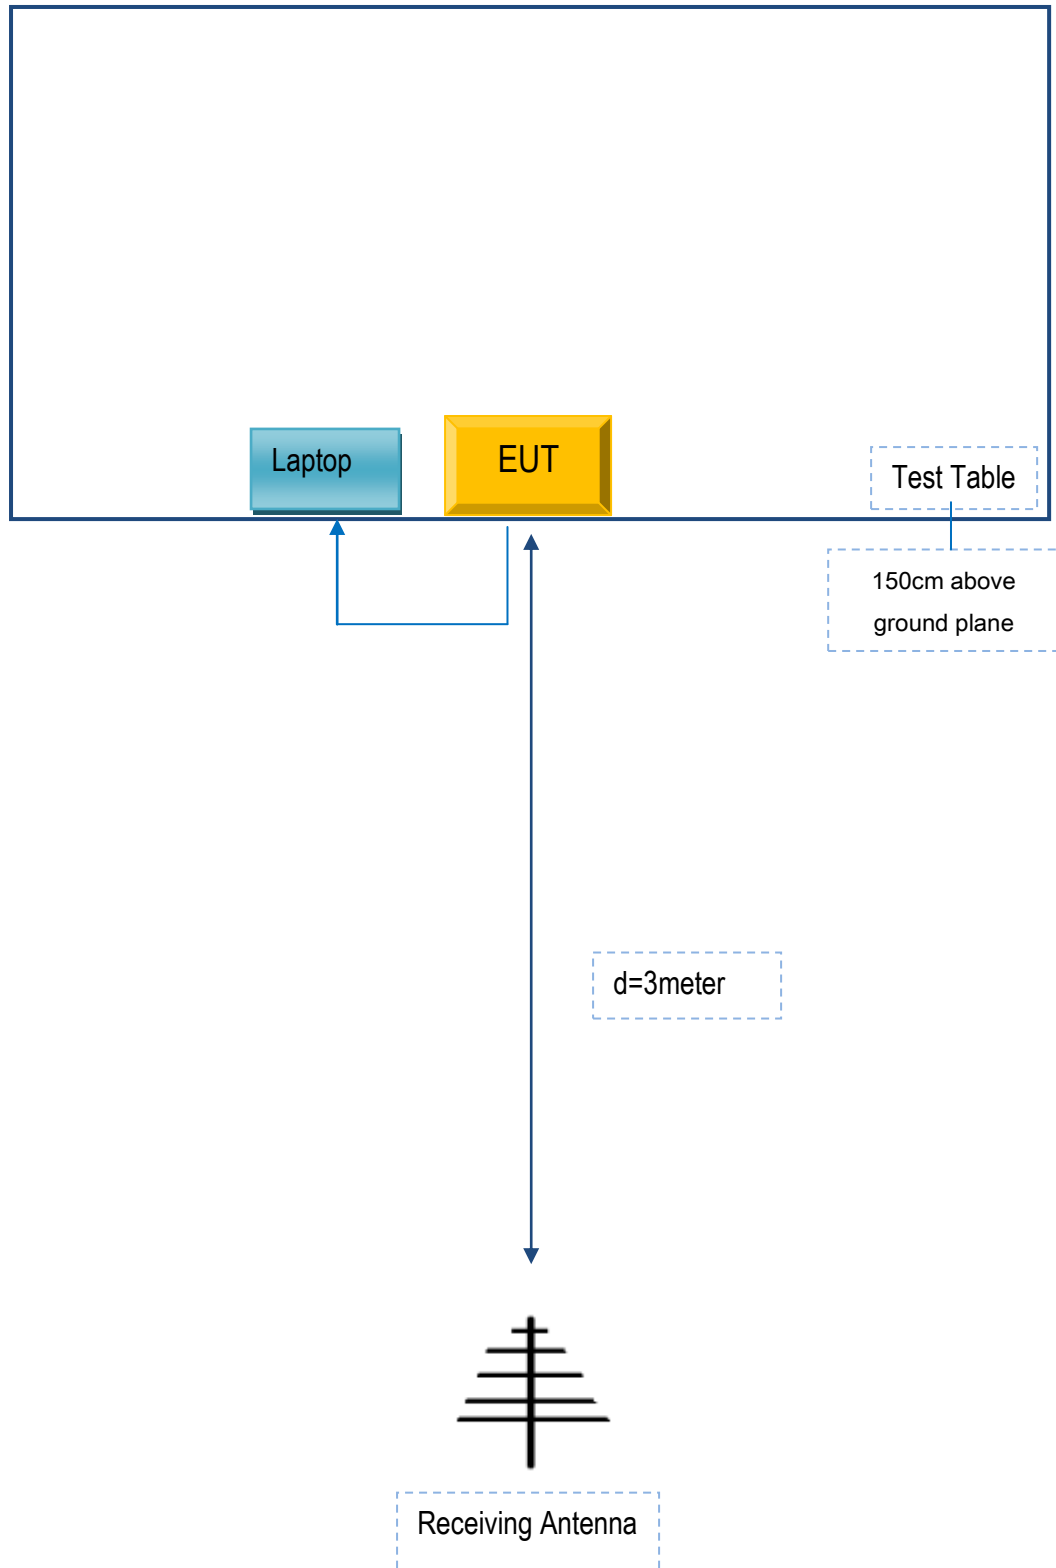 Laptop
EUT
Test Table
150cm above
ground plane
d=3meter
Receiving Antenna